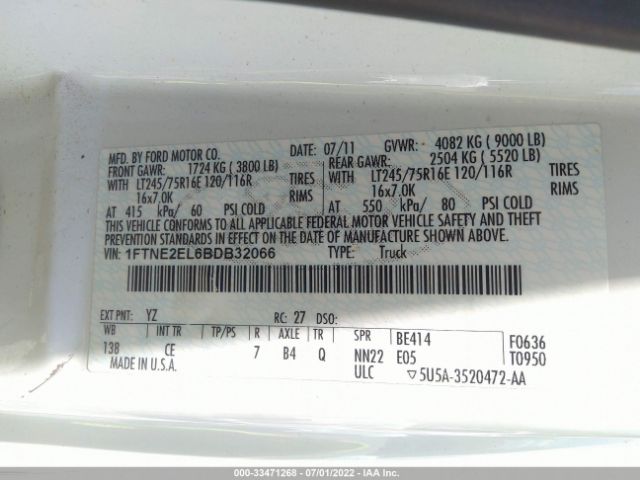 MFD. BY FORD MOTOR CO. 07/11 GVWR: 4082 KG ( 9000 LB)
FRONT GAWR: 1724 KG ( 3800 LB) REAR GAWR: 2504 KG ( 5520 LB)
WITH LT245/75R16E 120/116R TIRES WITH LT245/75R16E 120/116R TIRES
16x7.0K RIMS 16x7.0K RIMS
AT 415 kPa/ 60 PSI COLD AT 550 kPa/ 80 PSI COLD
THIS VEHICLE CONFORMS TO ALL APPLICABLE FEDERAL MOTOR VEHICLE SAFETY AND THEFT
PREVENTION STANDARDS IN EFFECT ON THE DATE OF MANUFACTURE SHOWN ABOVE.
VIN: 1FTNE2EL6BDB32066 TYPE: Truck
EXT PNT: YZ RC: 27 DSO:
WB INT TR TP/PS R AXLE TR SPR BE414 F0636
138 CE 7 B4 Q NN22 E05 T0950
MADE IN U.S.A. ULC ▽5U5A-3520472-AA
000-33471268 - 07/01/2022 - IAA Inc.